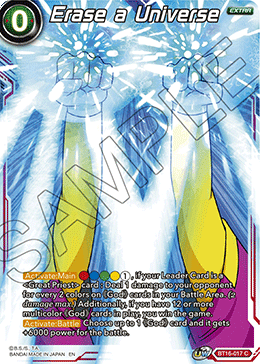 0
Erase a Universe
EXTRA
SAMPLE
Activate:Main 1, if your Leader Card is a
<Great Priest> card : Deal 1 damage to your opponent
for every 2 colors on {God} cards in your Battle Area. (2
damage max.) Additionally, if you have 12 or more
multicolor {God} cards in play, you win the game.
Activate:Battle Choose up to 1 {God} card and it gets
+6000 power for the battle.
BANDAI MADE IN JAPAN EN
UW
BT16-017 C